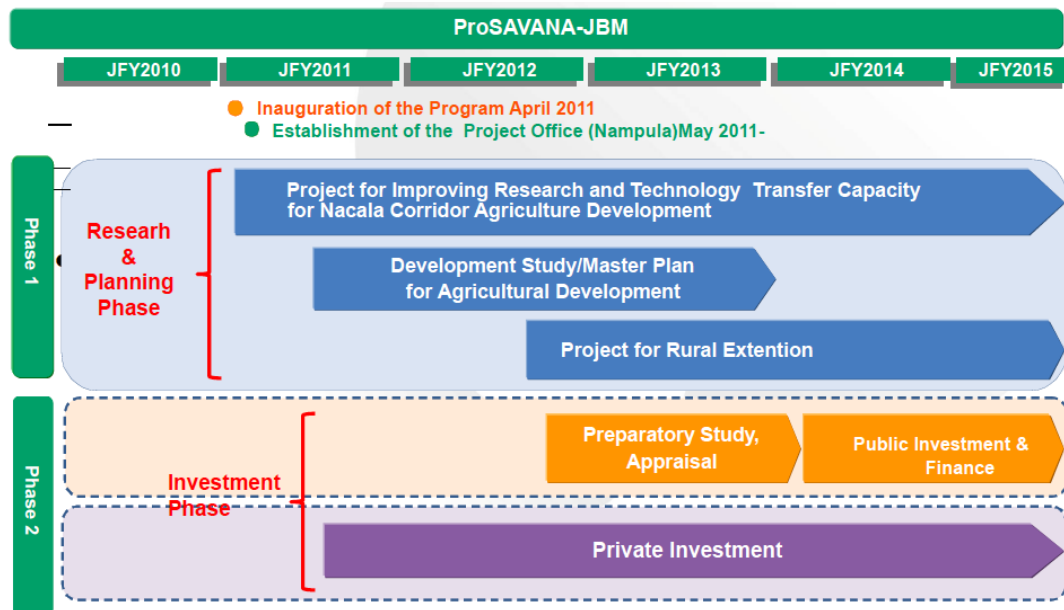 ProSAVANA-JBM
JFY2010 JFY2011 JFY2012 JFY2013 JFY2014 JFY2015
Inauguration of the Program April 2011
Establishment of the Project Office (Nampula)May 2011-
Phase 1
Researh
&
Planning
Phase
Project for Improving Research and Technology Transfer Capacity
for Nacala Corridor Agriculture Development
Development Study/Master Plan
for Agricultural Development
Project for Rural Extention
Phase 2
Investment
Phase
Preparatory Study,
Appraisal
Public Investment &
Finance
Private Investment